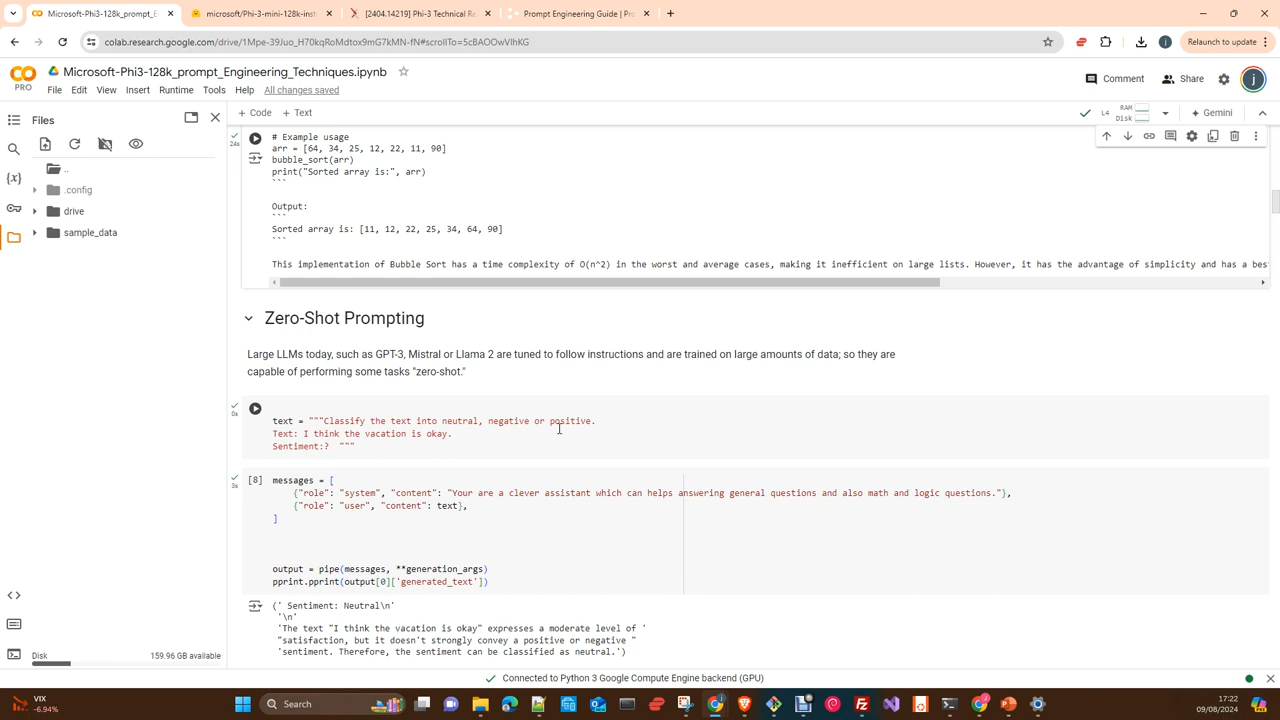 Microsoft-Phi3-128k_prompt_E
microsoft/Phi-3-mini-128k-inst
[2404.14219] Phi-3 Technical Re
Prompt Engineering Guide | Pro
colab.research.google.com/drive/1Mpe-39Juo_H70kqRoMdtox9mG7kMN-fN#scrollTo=5cBAOOwVIhKG
Relaunch to update
Microsoft-Phi3-128k_prompt_Engineering_Techniques.ipynb
PRO
File Edit View Insert Runtime Tools Help All changes saved
Comment
Share
j
Files
+ Code + Text
L4
RAM
Disk
Gemini
..
.config
drive
sample_data
24s
# Example usage
arr = [64, 34, 25, 12, 22, 11, 90]
bubble_sort(arr)
print("Sorted array is:", arr)
```
Output:
```
Sorted array is: [11, 12, 22, 25, 34, 64, 90]
```
This implementation of Bubble Sort has a time complexity of O(n^2) in the worst and average cases, making it inefficient on large lists. However, it has the advantage of simplicity and has a best
Zero-Shot Prompting
Large LLMs today, such as GPT-3, Mistral or Llama 2 are tuned to follow instructions and are trained on large amounts of data; so they are
capable of performing some tasks "zero-shot."
0s
text = """Classify the text into neutral, negative or positive.
Text: I think the vacation is okay.
Sentiment:? """
[8]
3s
messages = [
{"role": "system", "content": "Your are a clever assistant which can helps answering general questions and also math and logic questions."},
{"role": "user", "content": text},
]
output = pipe(messages, **generation_args)
pprint.pprint(output[0]['generated_text'])
(' Sentiment: Neutral\n'
'\n'
'The text "I think the vacation is okay" expresses a moderate level of '
"satisfaction, but it doesn't strongly convey a positive or negative "
'sentiment. Therefore, the sentiment can be classified as neutral.')
Disk
159.96 GB available
Connected to Python 3 Google Compute Engine backend (GPU)
VIX
-6.94%
Search
17:22
09/08/2024